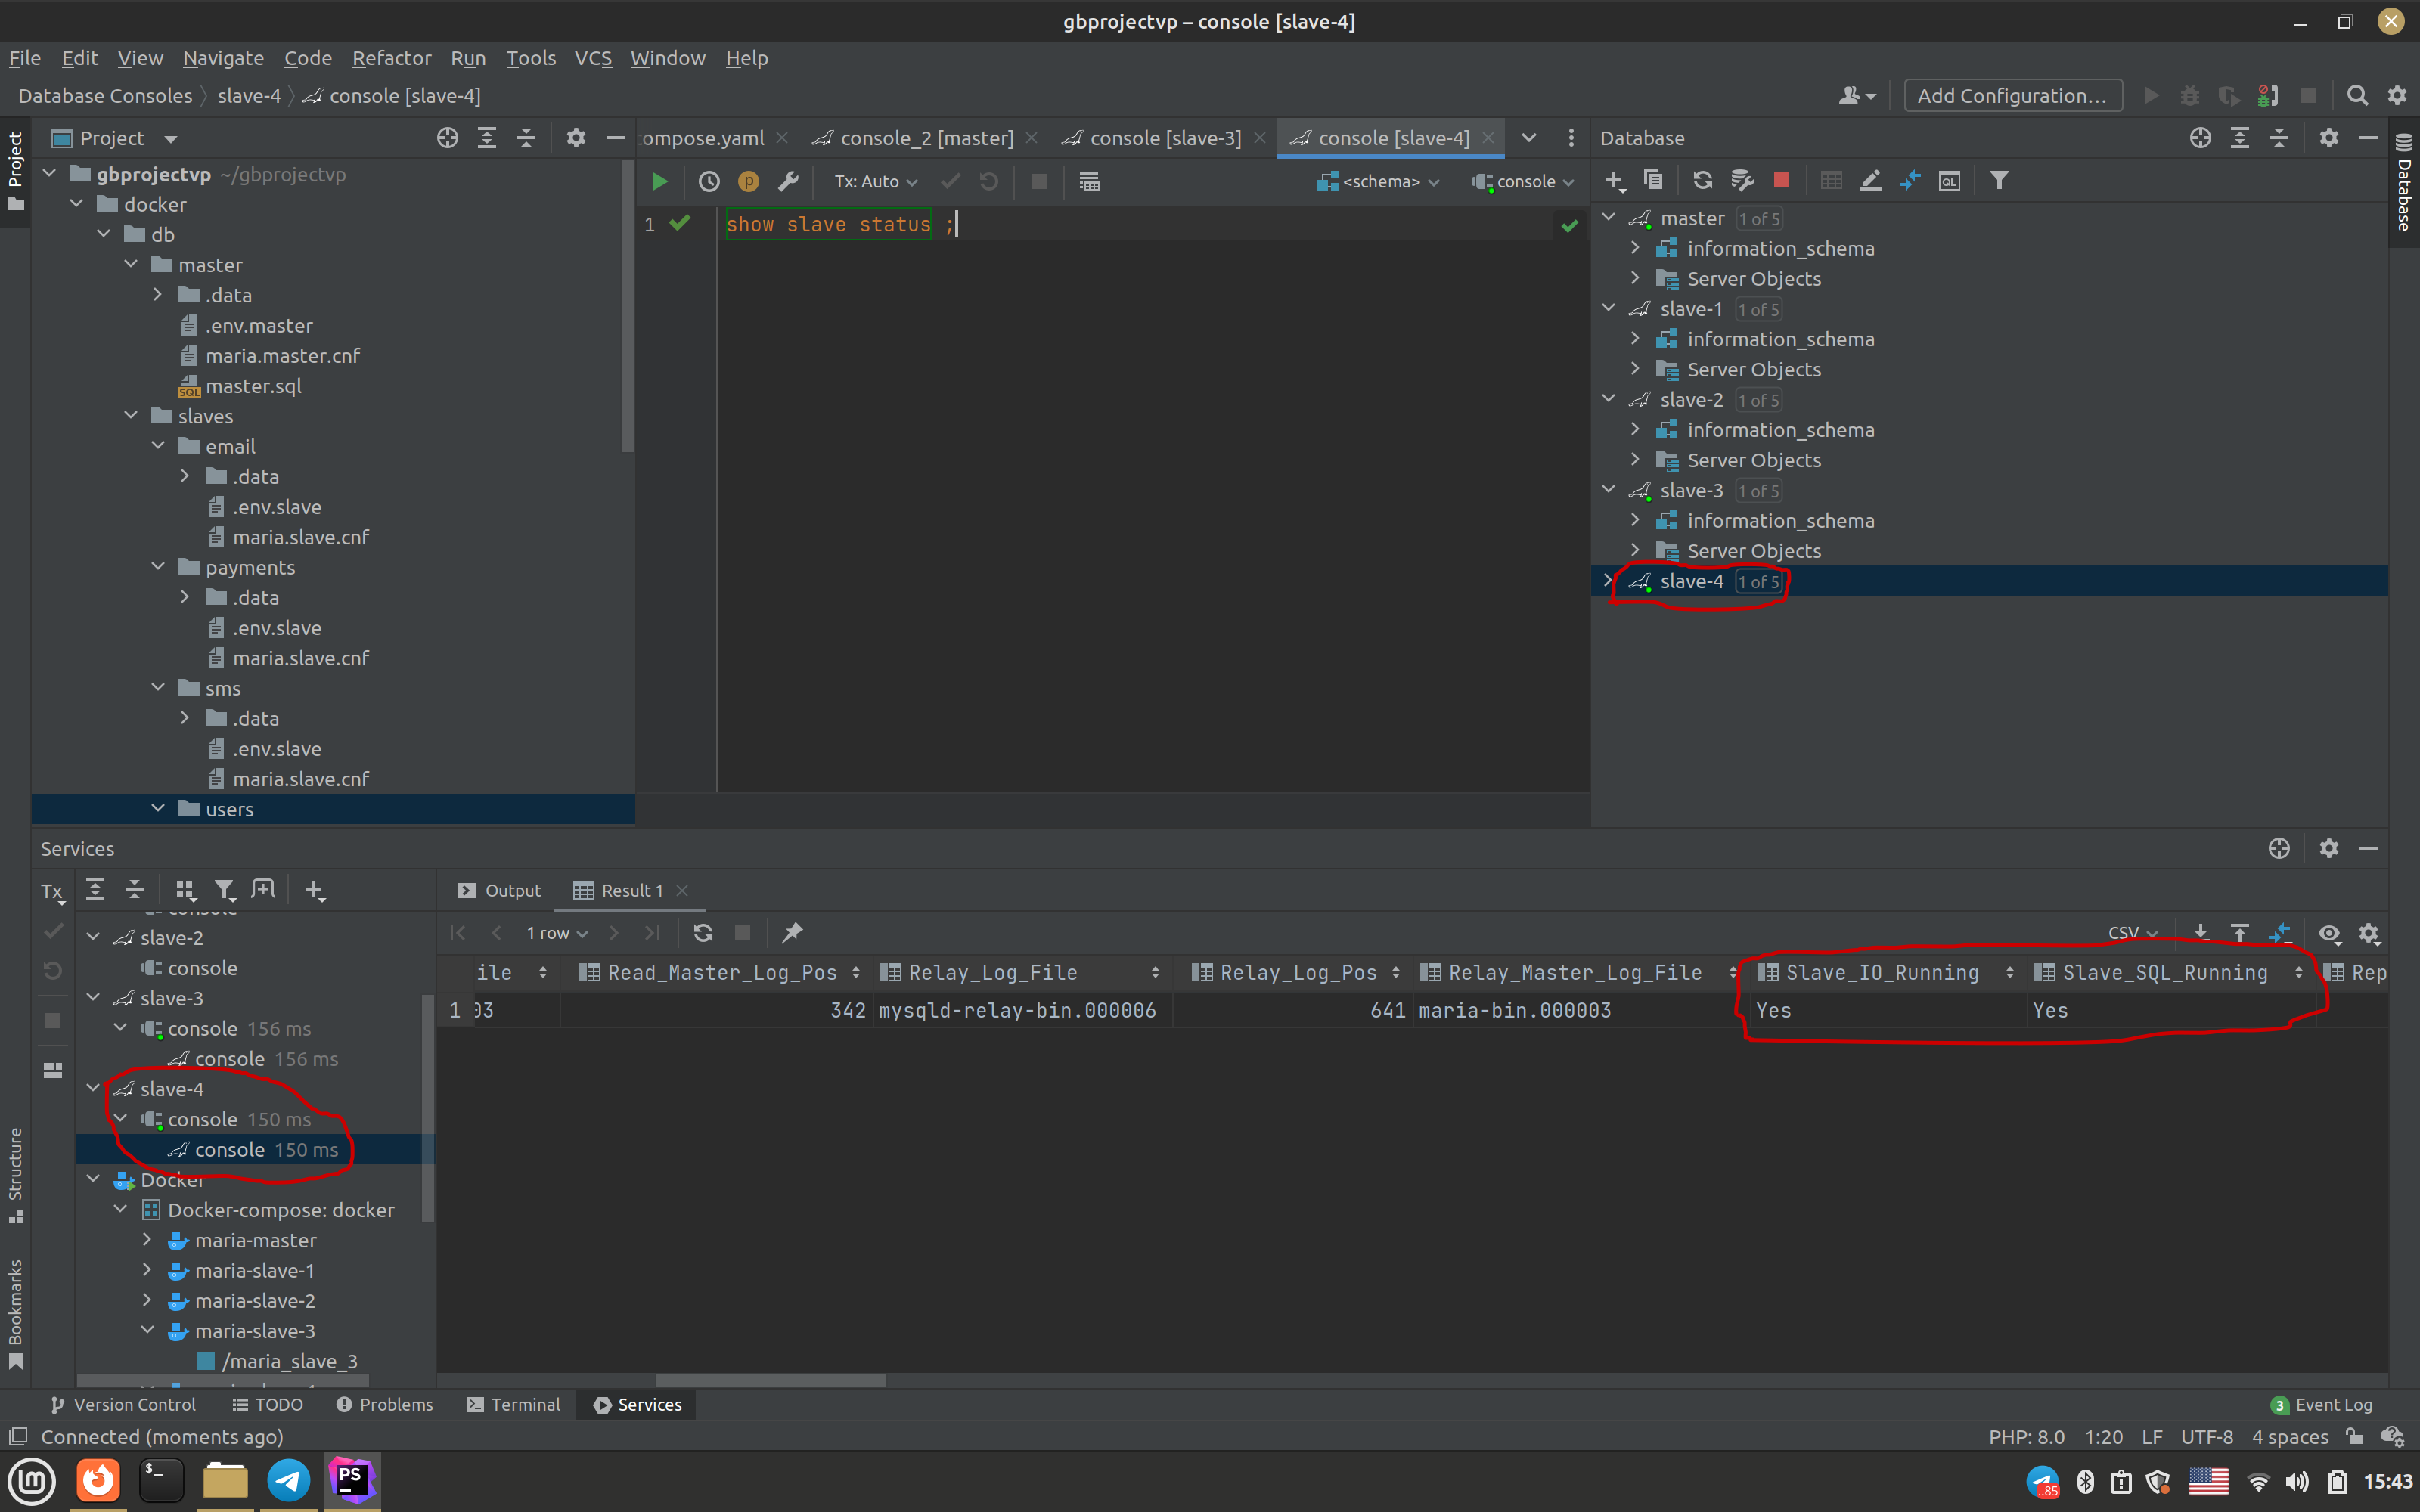 gbprojectvp – console [slave-4]
File Edit View Navigate Code Refactor Run Tools VCS Window Help
Database Consoles slave-4 console [slave-4]
Add Configuration...
Project
Project
gbprojectvp ~/gbprojectvp
docker
db
master
.data
.env.master
maria.master.cnf
SQL master.sql
slaves
email
.data
.env.slave
maria.slave.cnf
payments
.data
.env.slave
maria.slave.cnf
sms
.data
.env.slave
maria.slave.cnf
users
ompose.yaml console_2 [master] console [slave-3] console [slave-4]
p Tx: Auto <schema> console
1 show slave status ;
Database
QL
Database
master 1 of 5
information_schema
Server Objects
slave-1 1 of 5
information_schema
Server Objects
slave-2 1 of 5
information_schema
Server Objects
slave-3 1 of 5
information_schema
Server Objects
slave-4 1 of 5
Services
Tx
console
slave-2
console
slave-3
console 156 ms
console 156 ms
slave-4
console 150 ms
console 150 ms
Docker
Docker-compose: docker
maria-master
maria-slave-1
maria-slave-2
maria-slave-3
/maria_slave_3
Output Result 1
1 row CSV
ile Read_Master_Log_Pos Relay_Log_File Relay_Log_Pos Relay_Master_Log_File Slave_IO_Running Slave_SQL_Running Rep
1 03 342 mysqld-relay-bin.000006 641 maria-bin.000003 Yes Yes
Structure
Bookmarks
Version Control TODO Problems Terminal Services 3 Event Log
Connected (moments ago) PHP: 8.0 1:20 LF UTF-8 4 spaces
lm $_ PS ..85 15:43